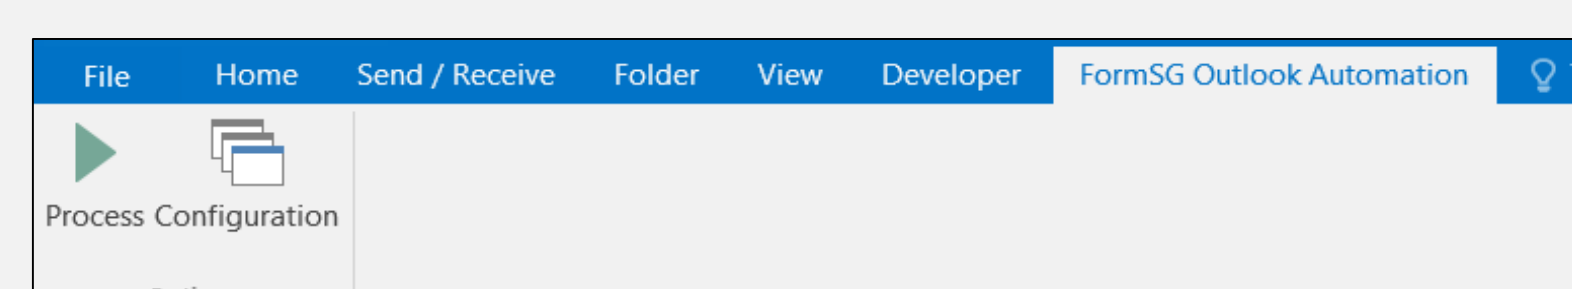 File Home Send / Receive Folder View Developer FormSG Outlook Automation
Process Configuration